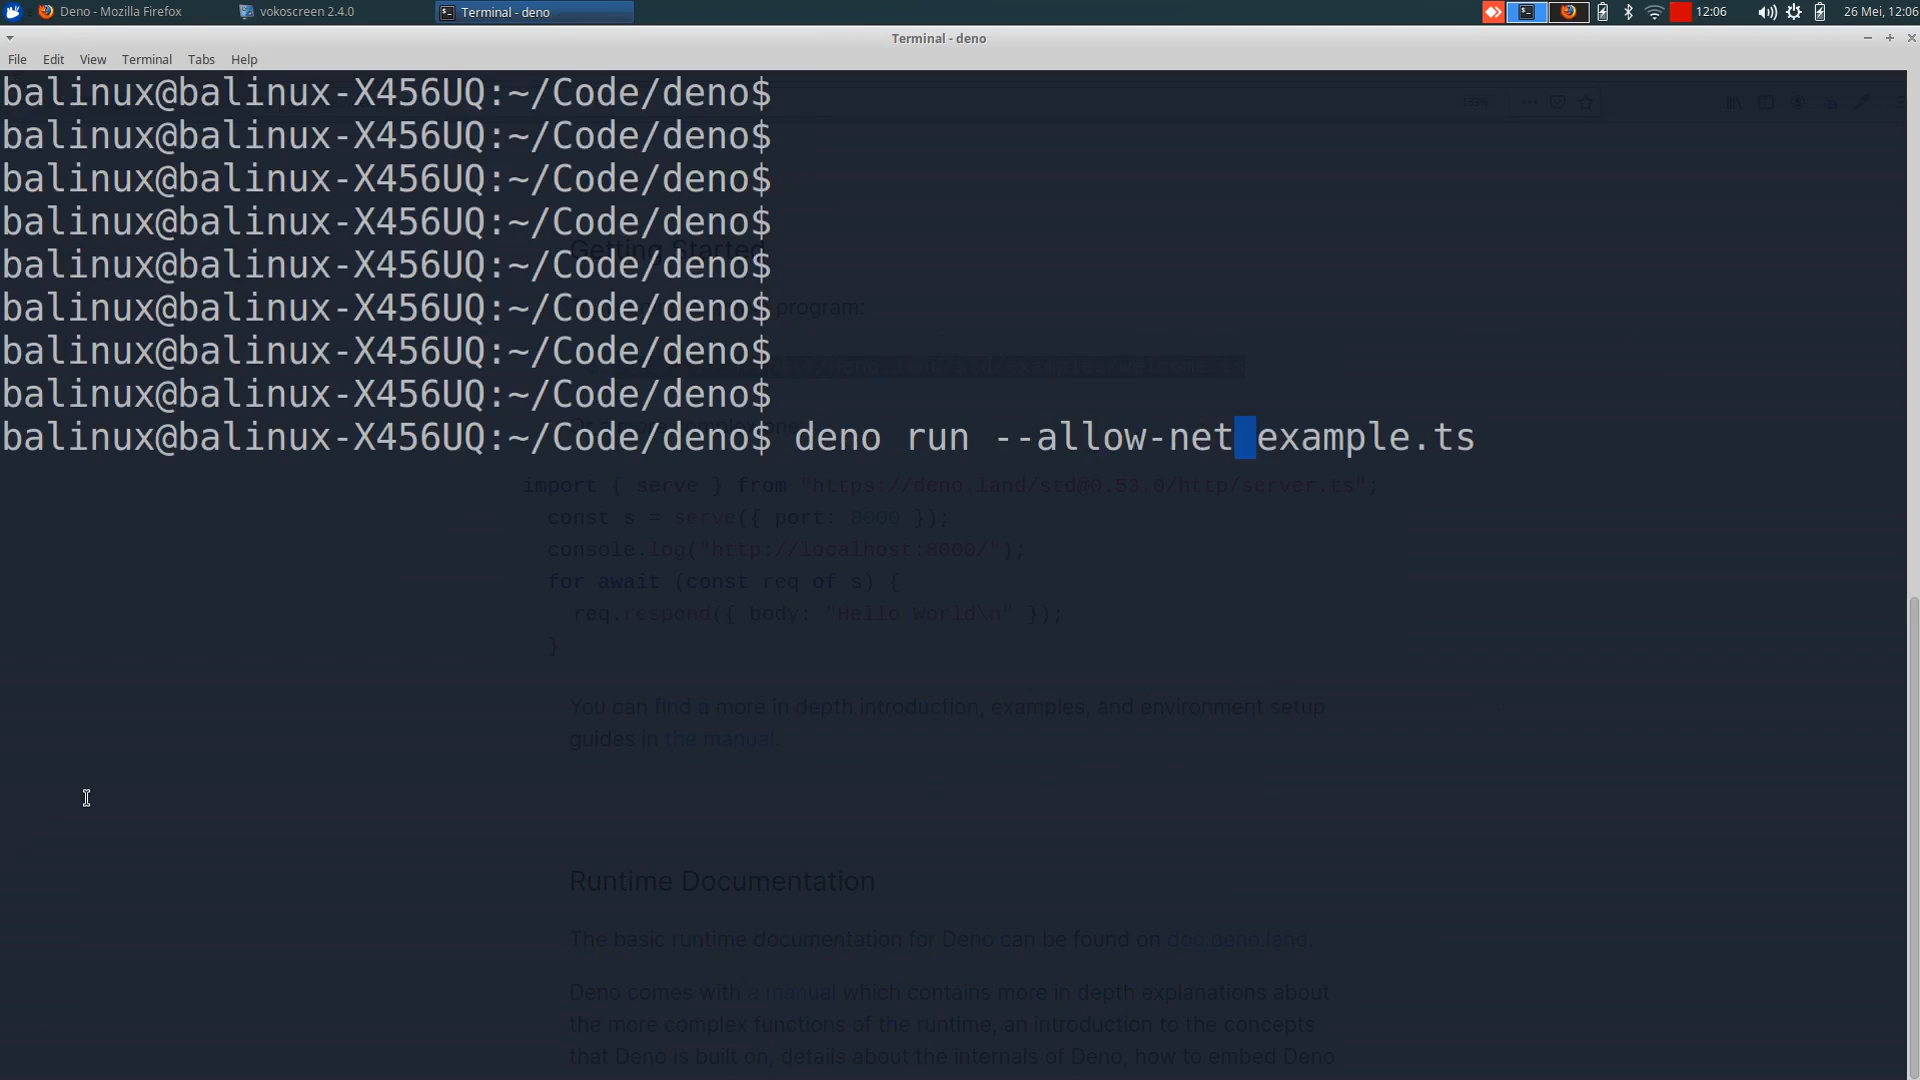 Deno - Mozilla Firefox vokoscreen 2.4.0 Terminal - deno 12:06 26 Mei, 12:06
Terminal - deno
File Edit View Terminal Tabs Help
balinux@balinux-X456UQ:~/Code/deno$
balinux@balinux-X456UQ:~/Code/deno$
balinux@balinux-X456UQ:~/Code/deno$
balinux@balinux-X456UQ:~/Code/deno$
balinux@balinux-X456UQ:~/Code/deno$
balinux@balinux-X456UQ:~/Code/deno$
balinux@balinux-X456UQ:~/Code/deno$
balinux@balinux-X456UQ:~/Code/deno$
balinux@balinux-X456UQ:~/Code/deno$ deno run --allow-net example.ts
Getting Started
program:
import { serve } from "https://deno.land/std@0.53.0/http/server.ts";
const s = serve({ port: 8000 });
console.log("http://localhost:8000/");
for await (const req of s) {
req.respond({ body: "Hello World\n" });
}
You can find a more in depth introduction, examples, and environment setup
guides in the manual.
Runtime Documentation
The basic runtime documentation for Deno can be found on doc.deno.land.
Deno comes with a manual which contains more in depth explanations about
the more complex functions of the runtime, an introduction to the concepts
that Deno is built on, details about the internals of Deno, how to embed Deno